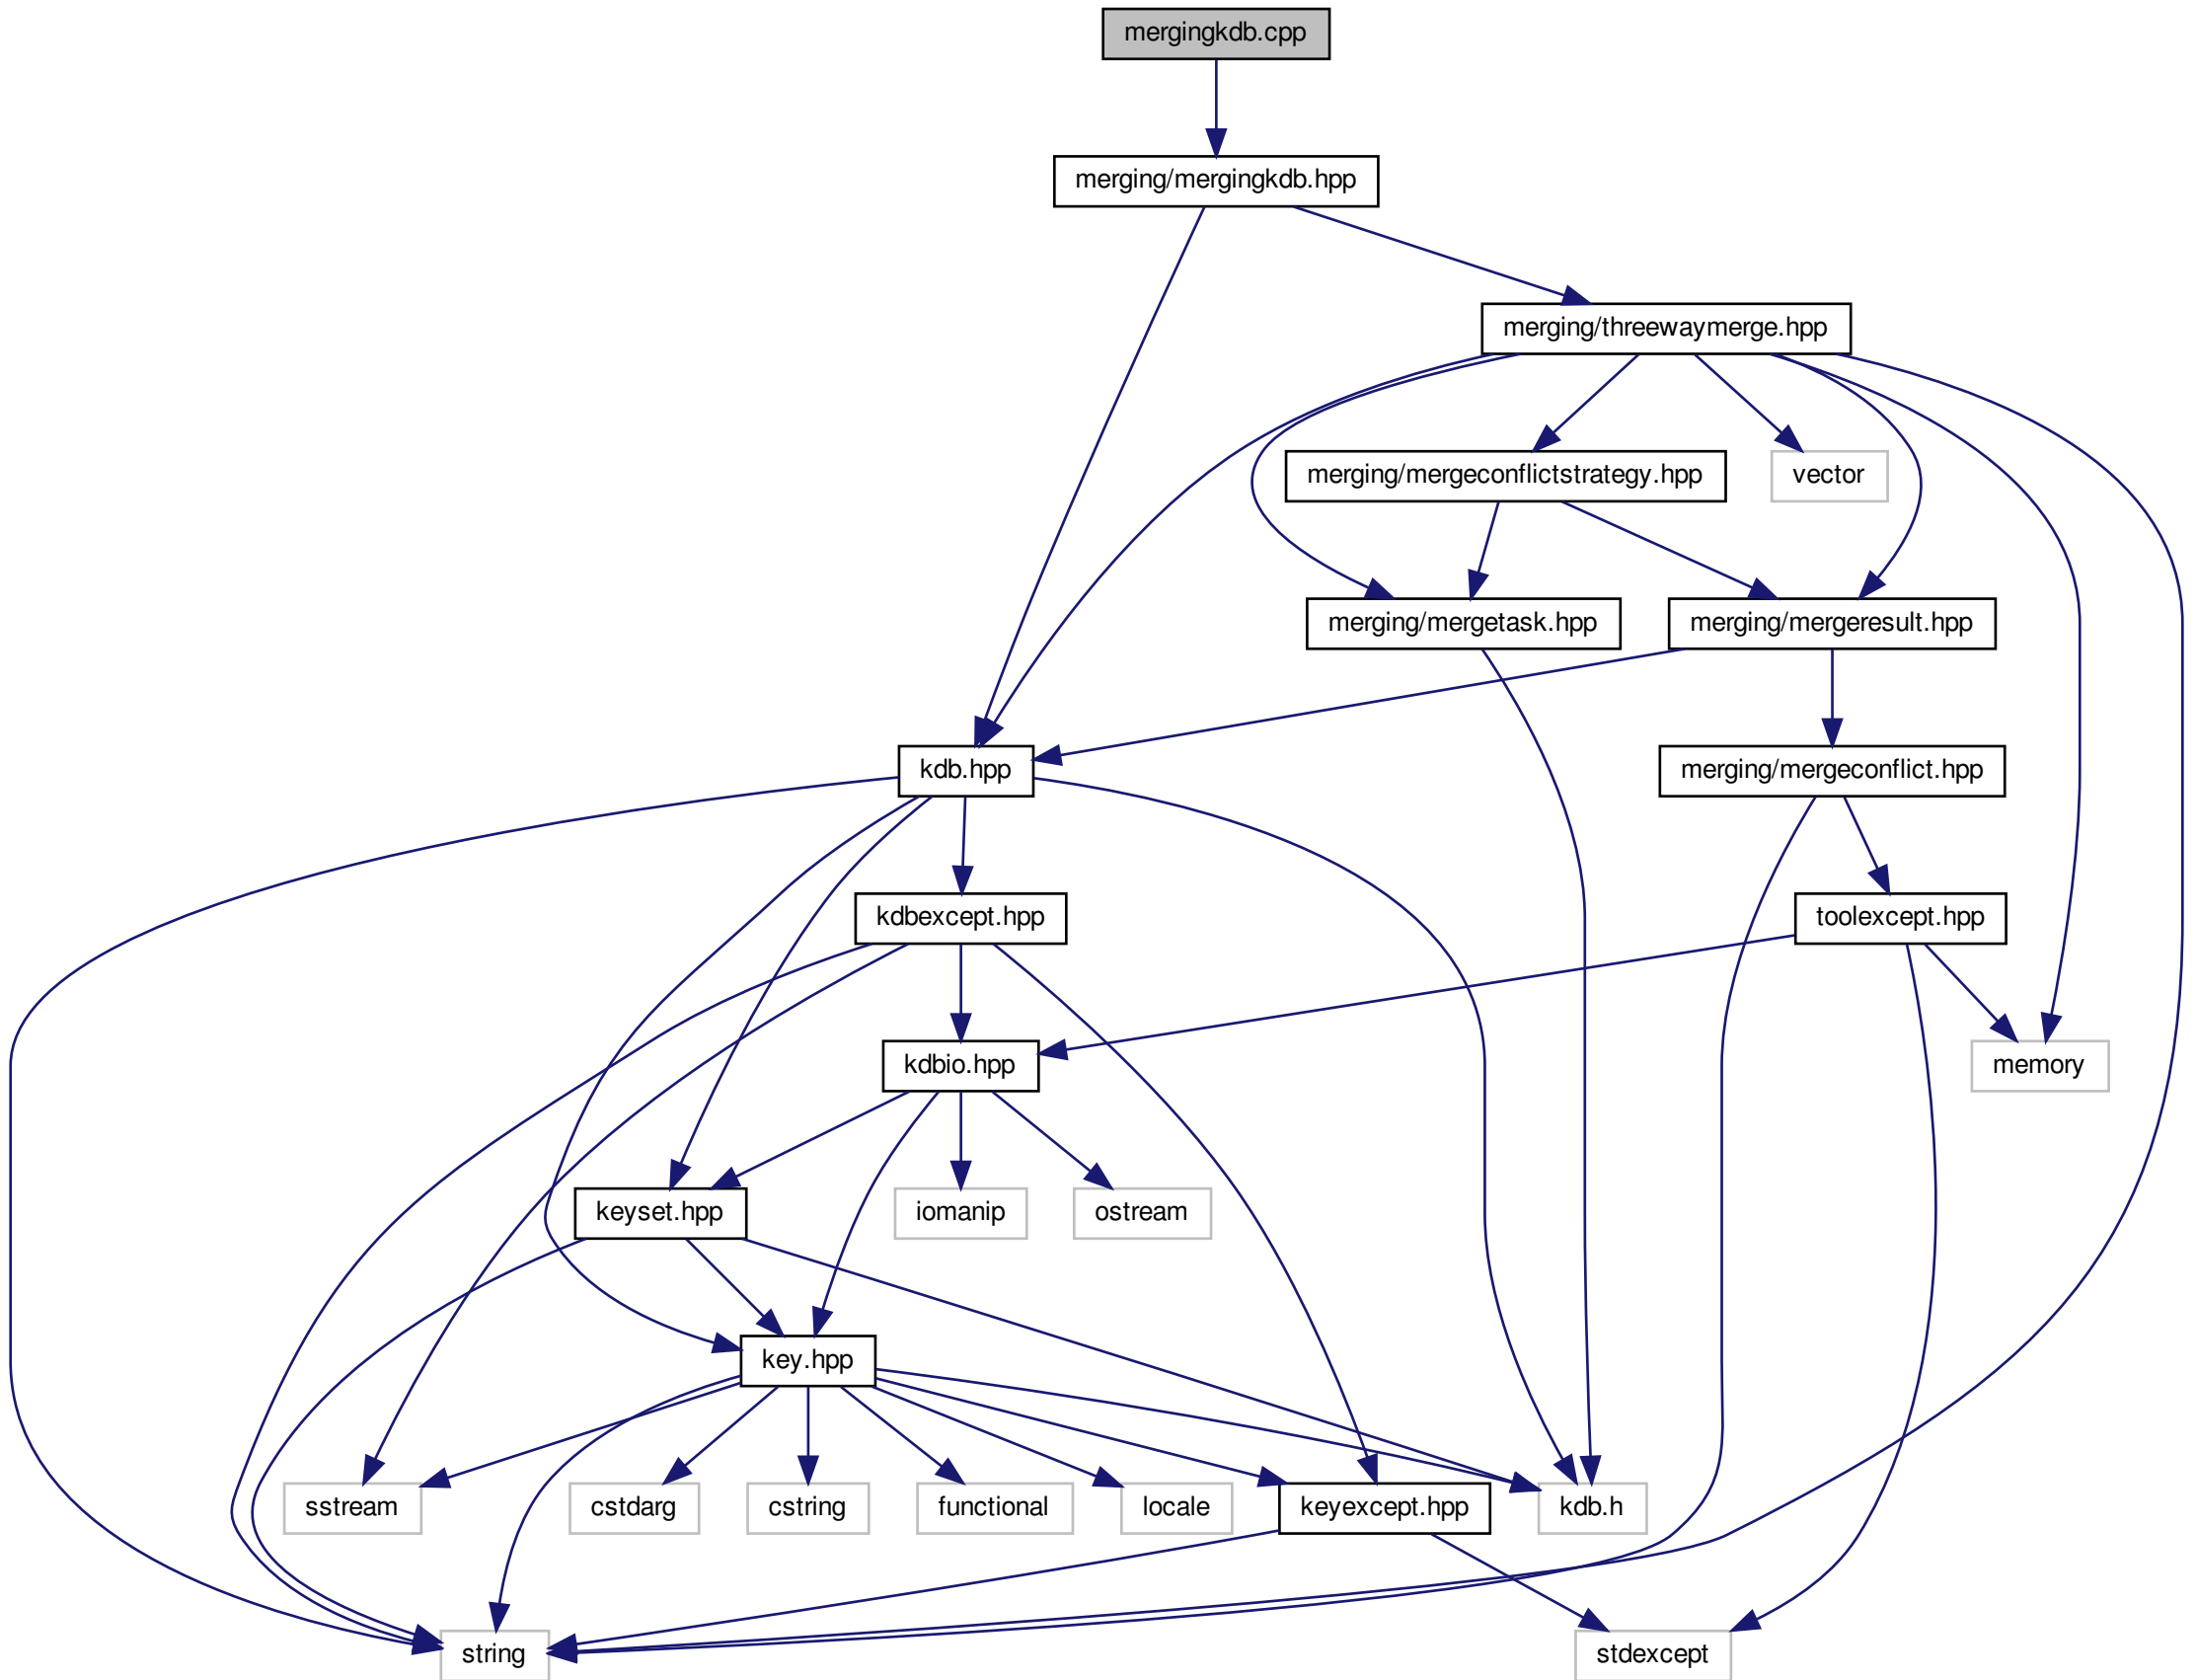 mergingkdb.cpp
merging/mergingkdb.hpp
merging/threewaymerge.hpp
merging/mergeconflictstrategy.hpp
vector
merging/mergetask.hpp
merging/mergeresult.hpp
kdb.hpp
merging/mergeconflict.hpp
kdbexcept.hpp
toolexcept.hpp
kdbio.hpp
memory
keyset.hpp
iomanip
ostream
key.hpp
sstream
cstdarg
cstring
functional
locale
keyexcept.hpp
kdb.h
string
stdexcept